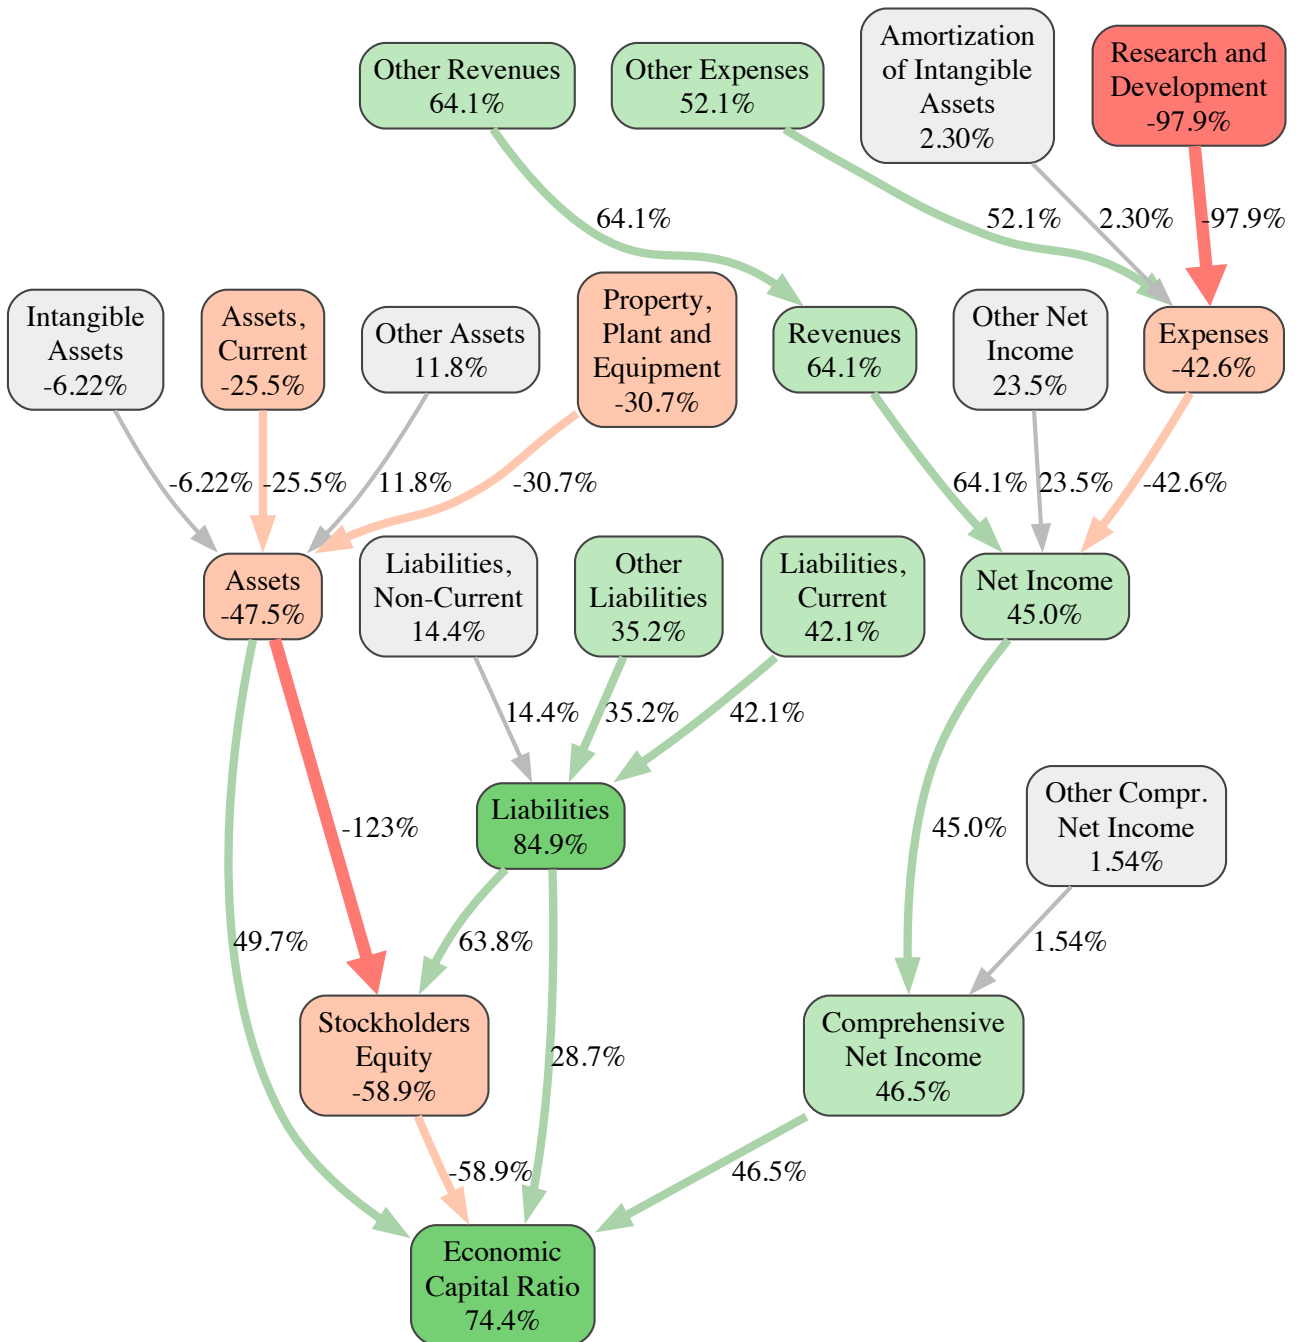 Other Revenues
64.1%
Other Expenses
52.1%
Amortization
of Intangible
Assets
2.30%
Research and
Development
-97.9%
64.1%
52.1%
2.30%
-97.9%
Intangible
Assets
-6.22%
Assets,
Current
-25.5%
Other Assets
11.8%
Property,
Plant and
Equipment
-30.7%
Revenues
64.1%
Other Net
Income
23.5%
Expenses
-42.6%
-6.22%
-25.5%
11.8%
-30.7%
64.1%
23.5%
-42.6%
Assets
-47.5%
Liabilities,
Non-Current
14.4%
Other
Liabilities
35.2%
Liabilities,
Current
42.1%
Net Income
45.0%
14.4%
35.2%
42.1%
-123%
Liabilities
84.9%
45.0%
Other Compr.
Net Income
1.54%
49.7%
63.8%
1.54%
Stockholders
Equity
-58.9%
28.7%
Comprehensive
Net Income
46.5%
-58.9%
46.5%
Economic
Capital Ratio
74.4%